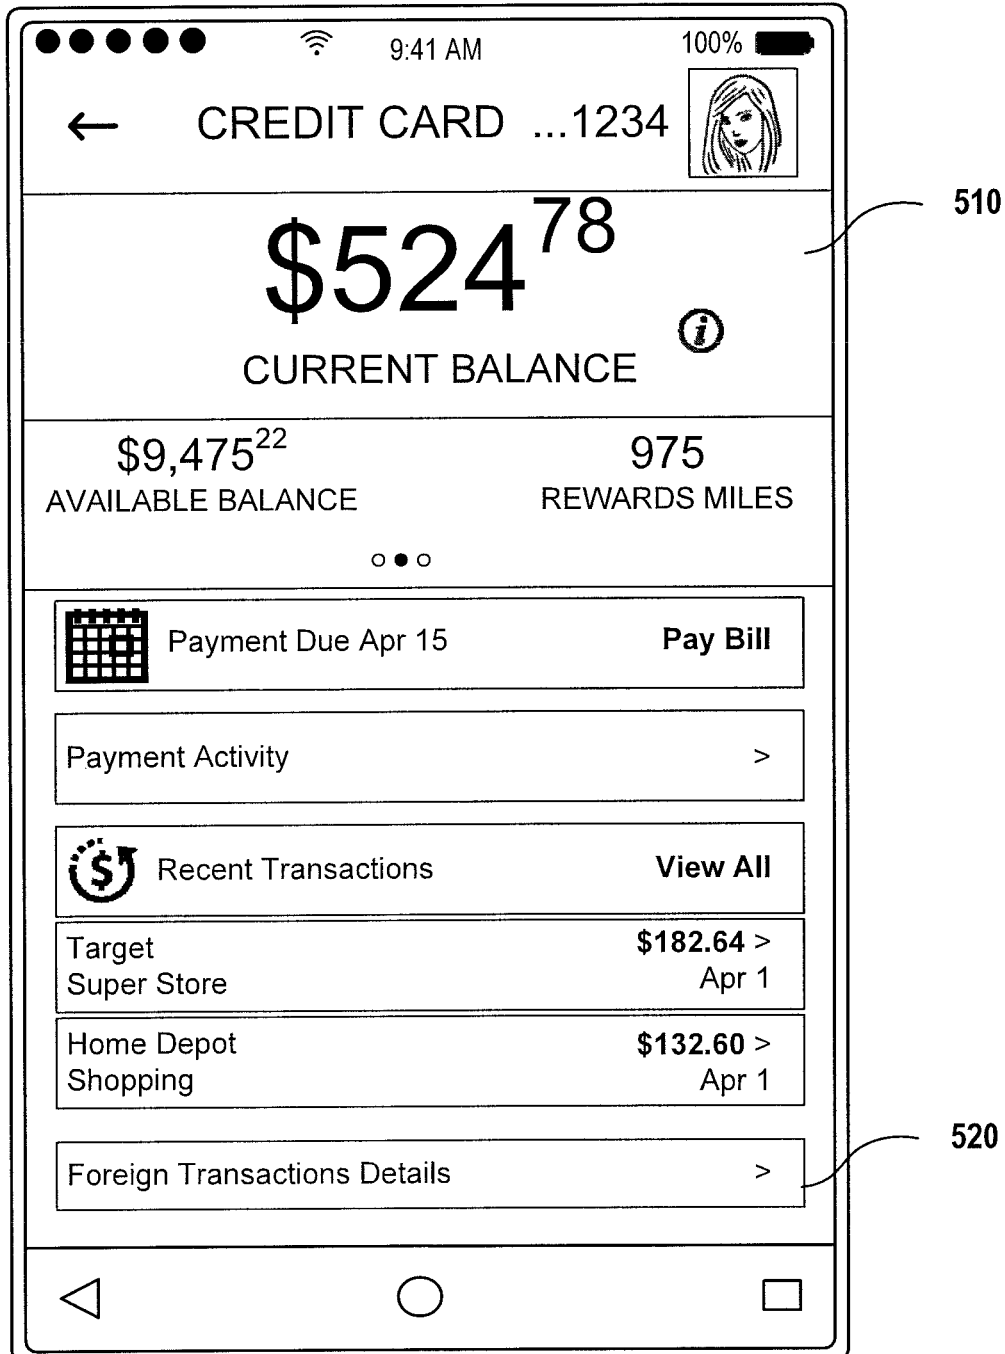 9:41 AM 100%
← CREDIT CARD ...1234
510
$524 78
i
CURRENT BALANCE
$9,475 22 975
AVAILABLE BALANCE REWARDS MILES
Payment Due Apr 15 Pay Bill
Payment Activity >
$ Recent Transactions View All
Target $182.64 >
Super Store Apr 1
Home Depot $132.60 >
Shopping Apr 1
520
Foreign Transactions Details >